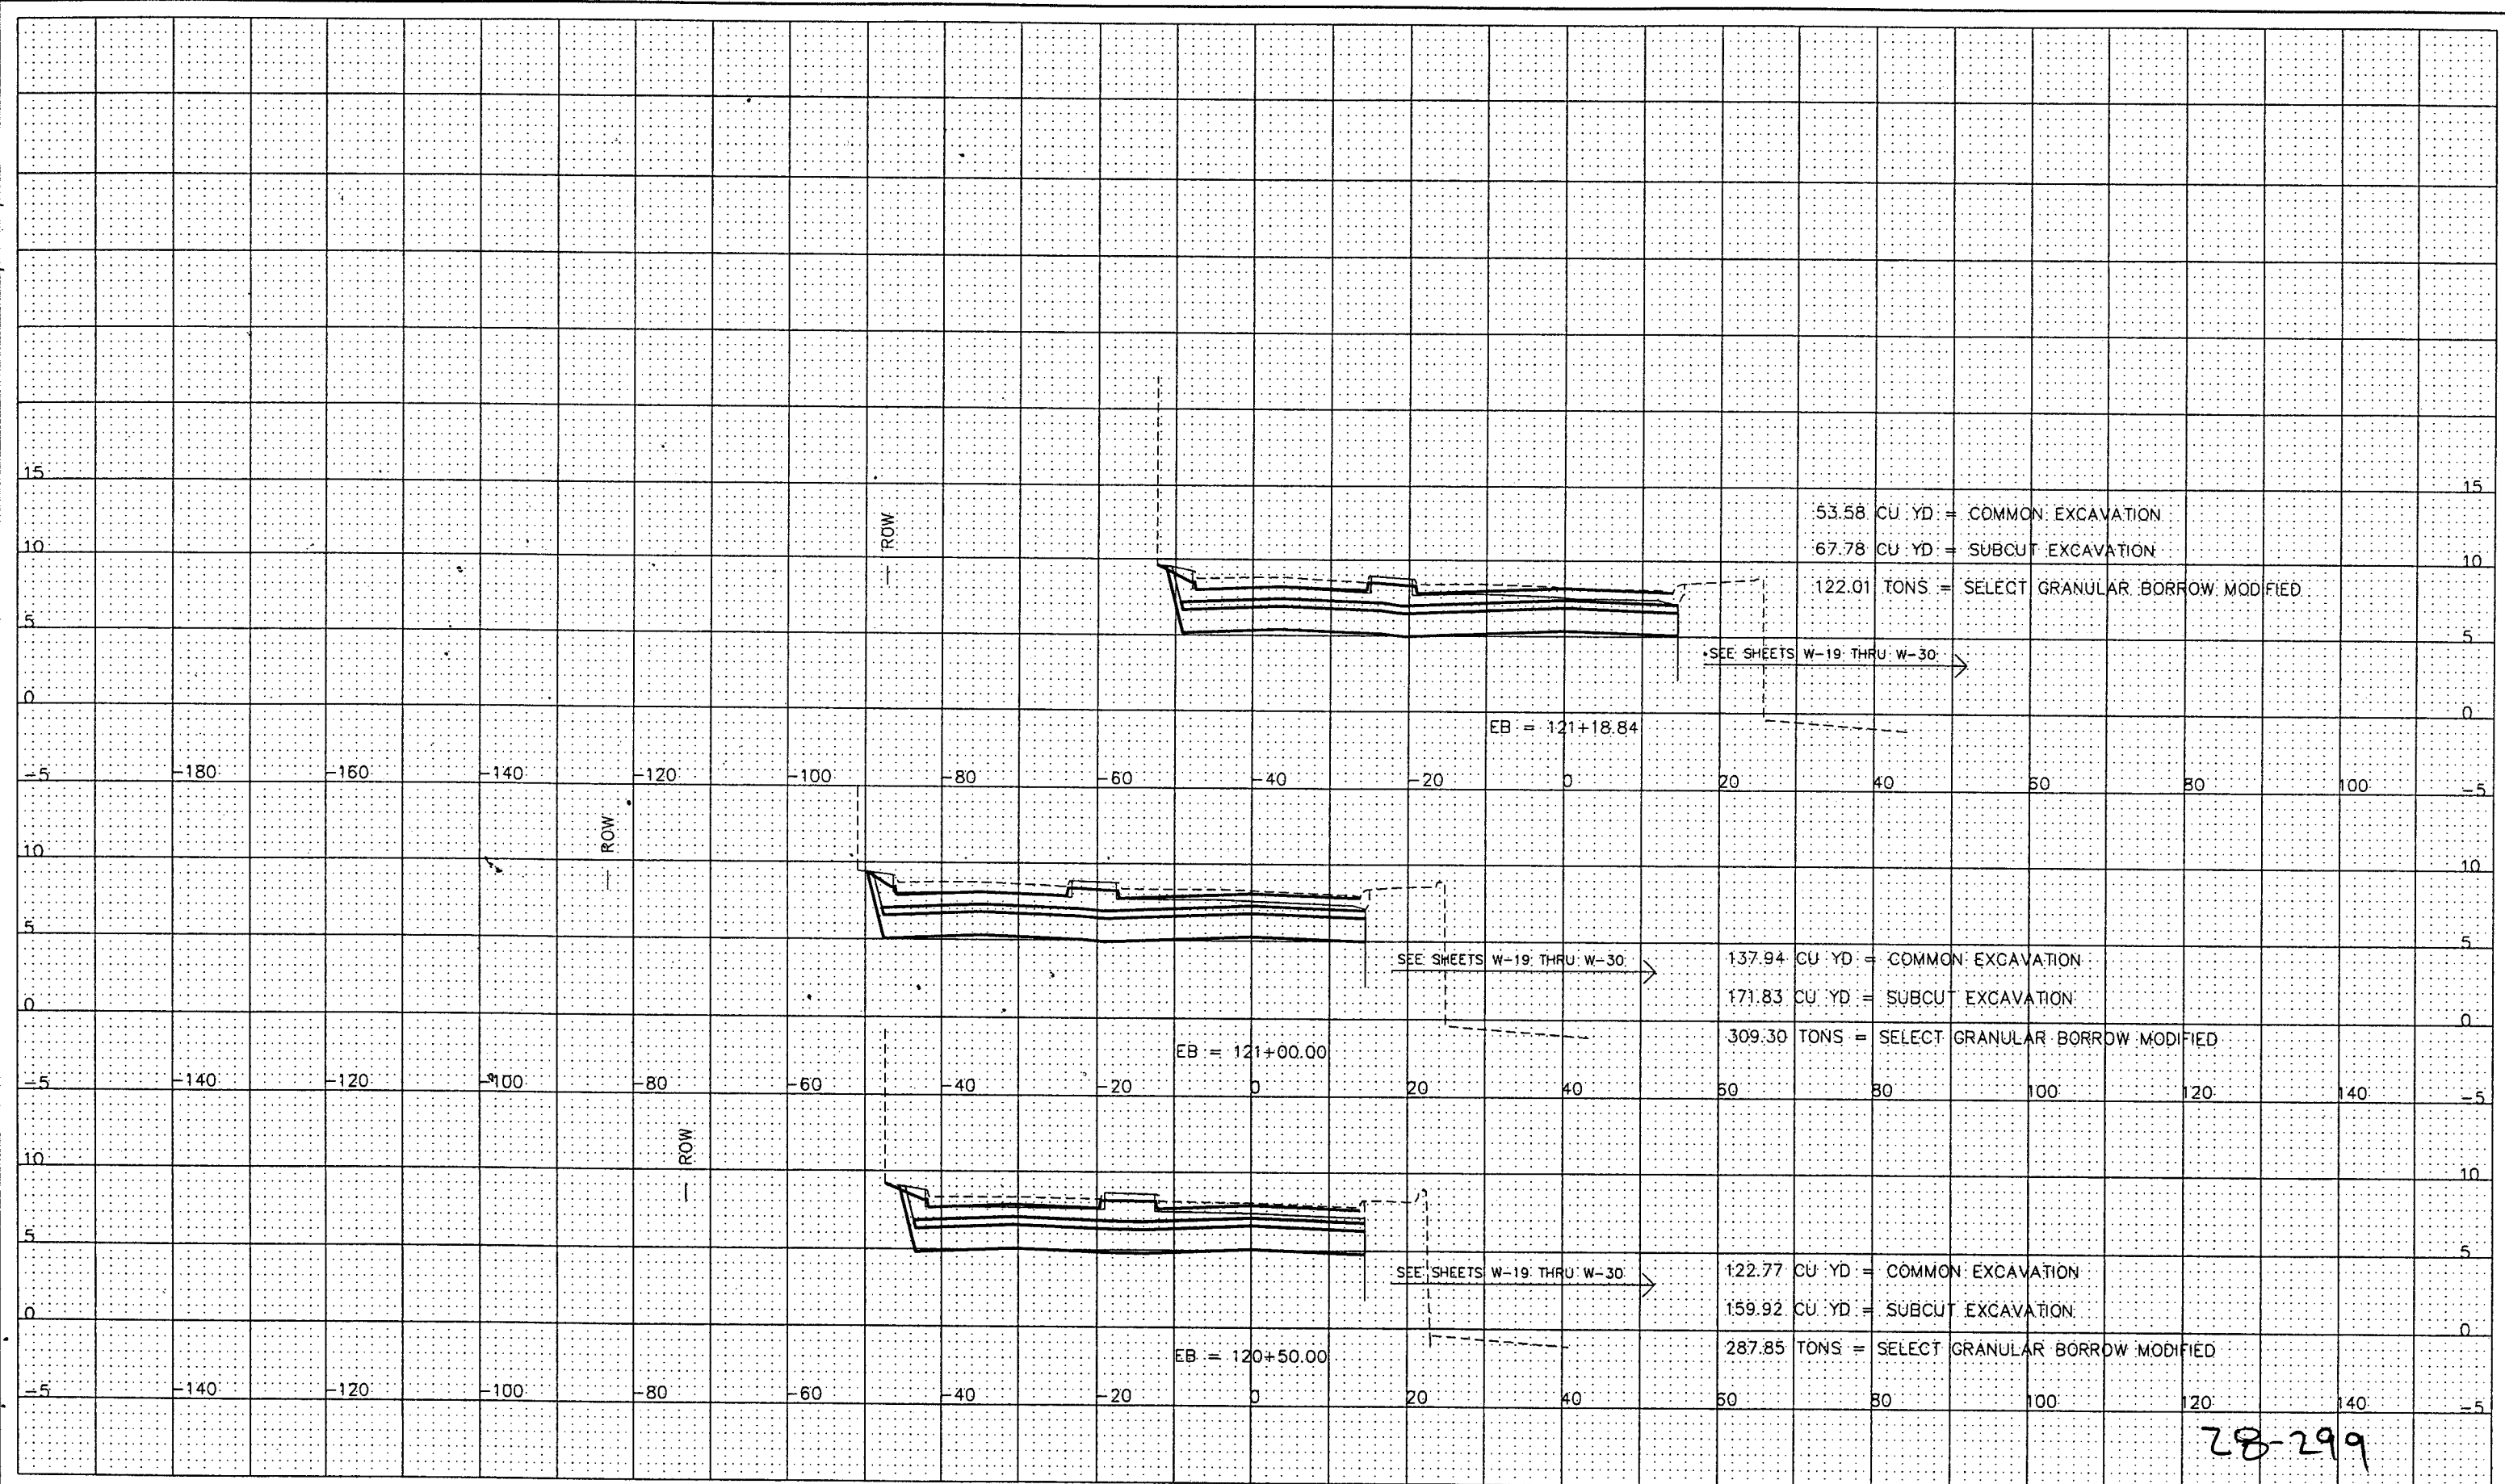 15 15
ROW
53.58 CU YD = COMMON EXCAVATION
10 10
67.78 CU YD = SUBCUT EXCAVATION
122.01 TONS = SELECT GRANULAR BORROW MODIFIED
5 5
SEE SHEETS W-19 THRU W-30
0 0
EB = 121+18.84
-5 -180 -160 -140 -120 -100 -80 -60 -40 -20 0 20 40 60 80 100 -5
ROW
10 10
5 5
SEE SHEETS W-19 THRU W-30
137.94 CU YD = COMMON EXCAVATION
171.83 CU YD = SUBCUT EXCAVATION
0 0
309.30 TONS = SELECT GRANULAR BORROW MODIFIED
EB = 121+00.00
-5 -140 -120 -100 -80 -60 -40 -20 0 20 40 60 80 100 120 140 -5
ROW
10 10
5 5
SEE SHEETS W-19 THRU W-30
122.77 CU YD = COMMON EXCAVATION
159.92 CU YD = SUBCUT EXCAVATION
0 0
287.85 TONS = SELECT GRANULAR BORROW MODIFIED
EB = 120+50.00
-5 -140 -120 -100 -80 -60 -40 -20 0 20 40 60 80 100 120 140 -5
28-299